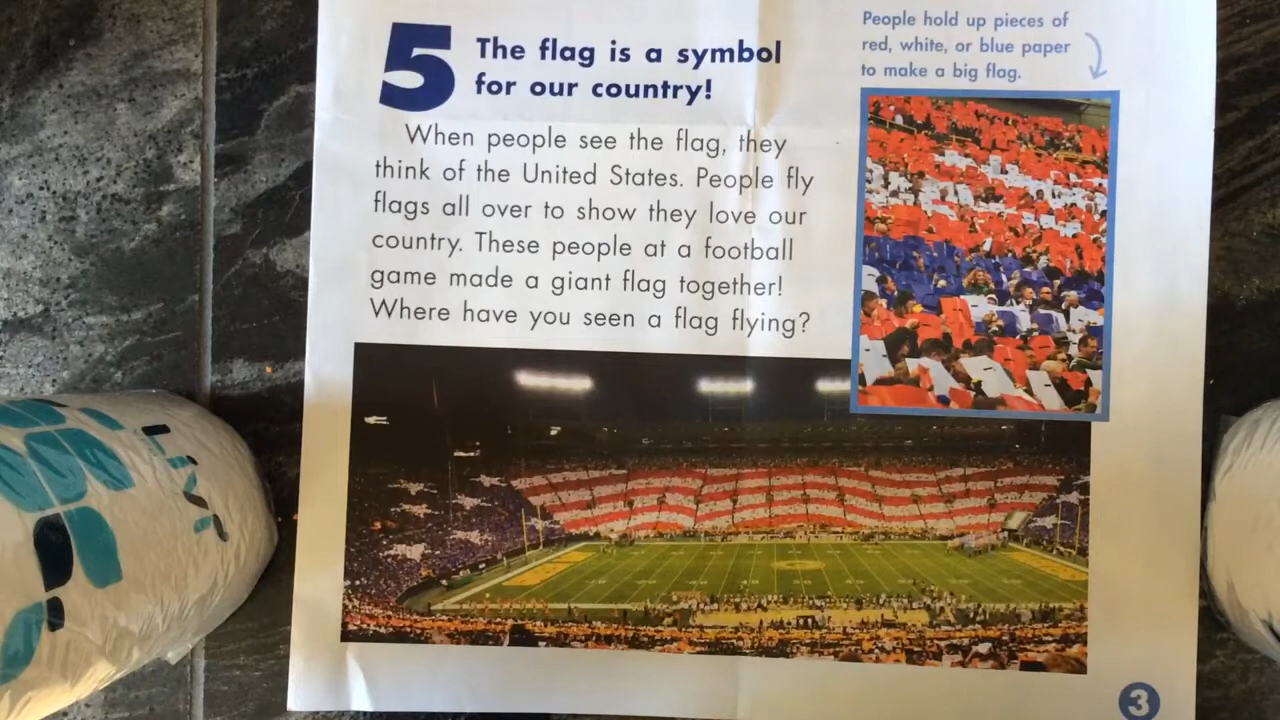 5
The flag is a symbol
for our country!
When people see the flag, they
think of the United States. People fly
flags all over to show they love our
country. These people at a football
game made a giant flag together!
Where have you seen a flag flying?
People hold up pieces of
red, white, or blue paper
to make a big flag.
3